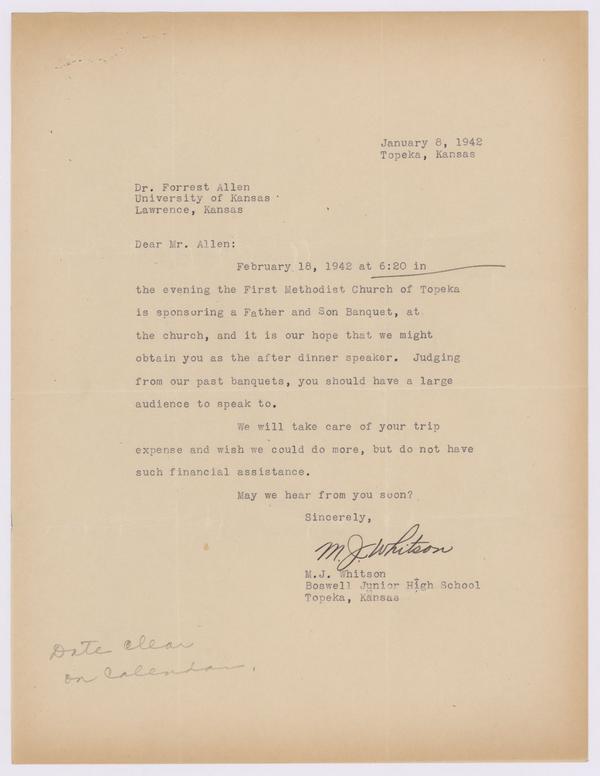 January 8, 1942
Topeka, Kansas
Dr. Forrest Allen
University of Kansas
Lawrence, Kansas
Dear Mr. Allen:
February 18, 1942 at 6:20 in
the evening the First Methodist Church of Topeka
is sponsoring a Father and Son Banquet, at
the church, and it is our hope that we might
obtain you as the after dinner speaker. Judging
from our past banquets, you should have a large
audience to speak to.
We will take care of your trip
expense and wish we could do more, but do not have
such financial assistance.
May we hear from you soon?
Sincerely,
M.J. Whitson
M.J. Whitson
Boswell Junior High School
Topeka, Kansas
Date clear
on Calendar.